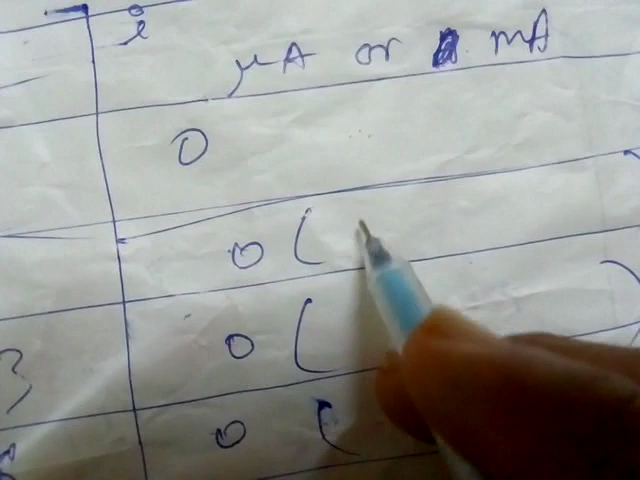 i
μA or mA
0
0 (
0 ( )
0 (